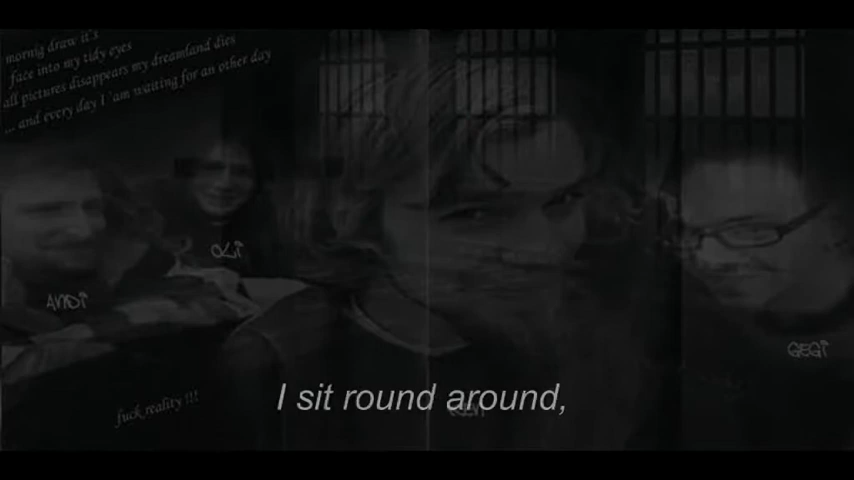 mornig draw it's
face into my tidy eyes
all pictures disappears my dreamland dies
... and every day I`am waiting for an other day
OLi
ANDi
GEGi
fuck reality !!!
I sit round around,